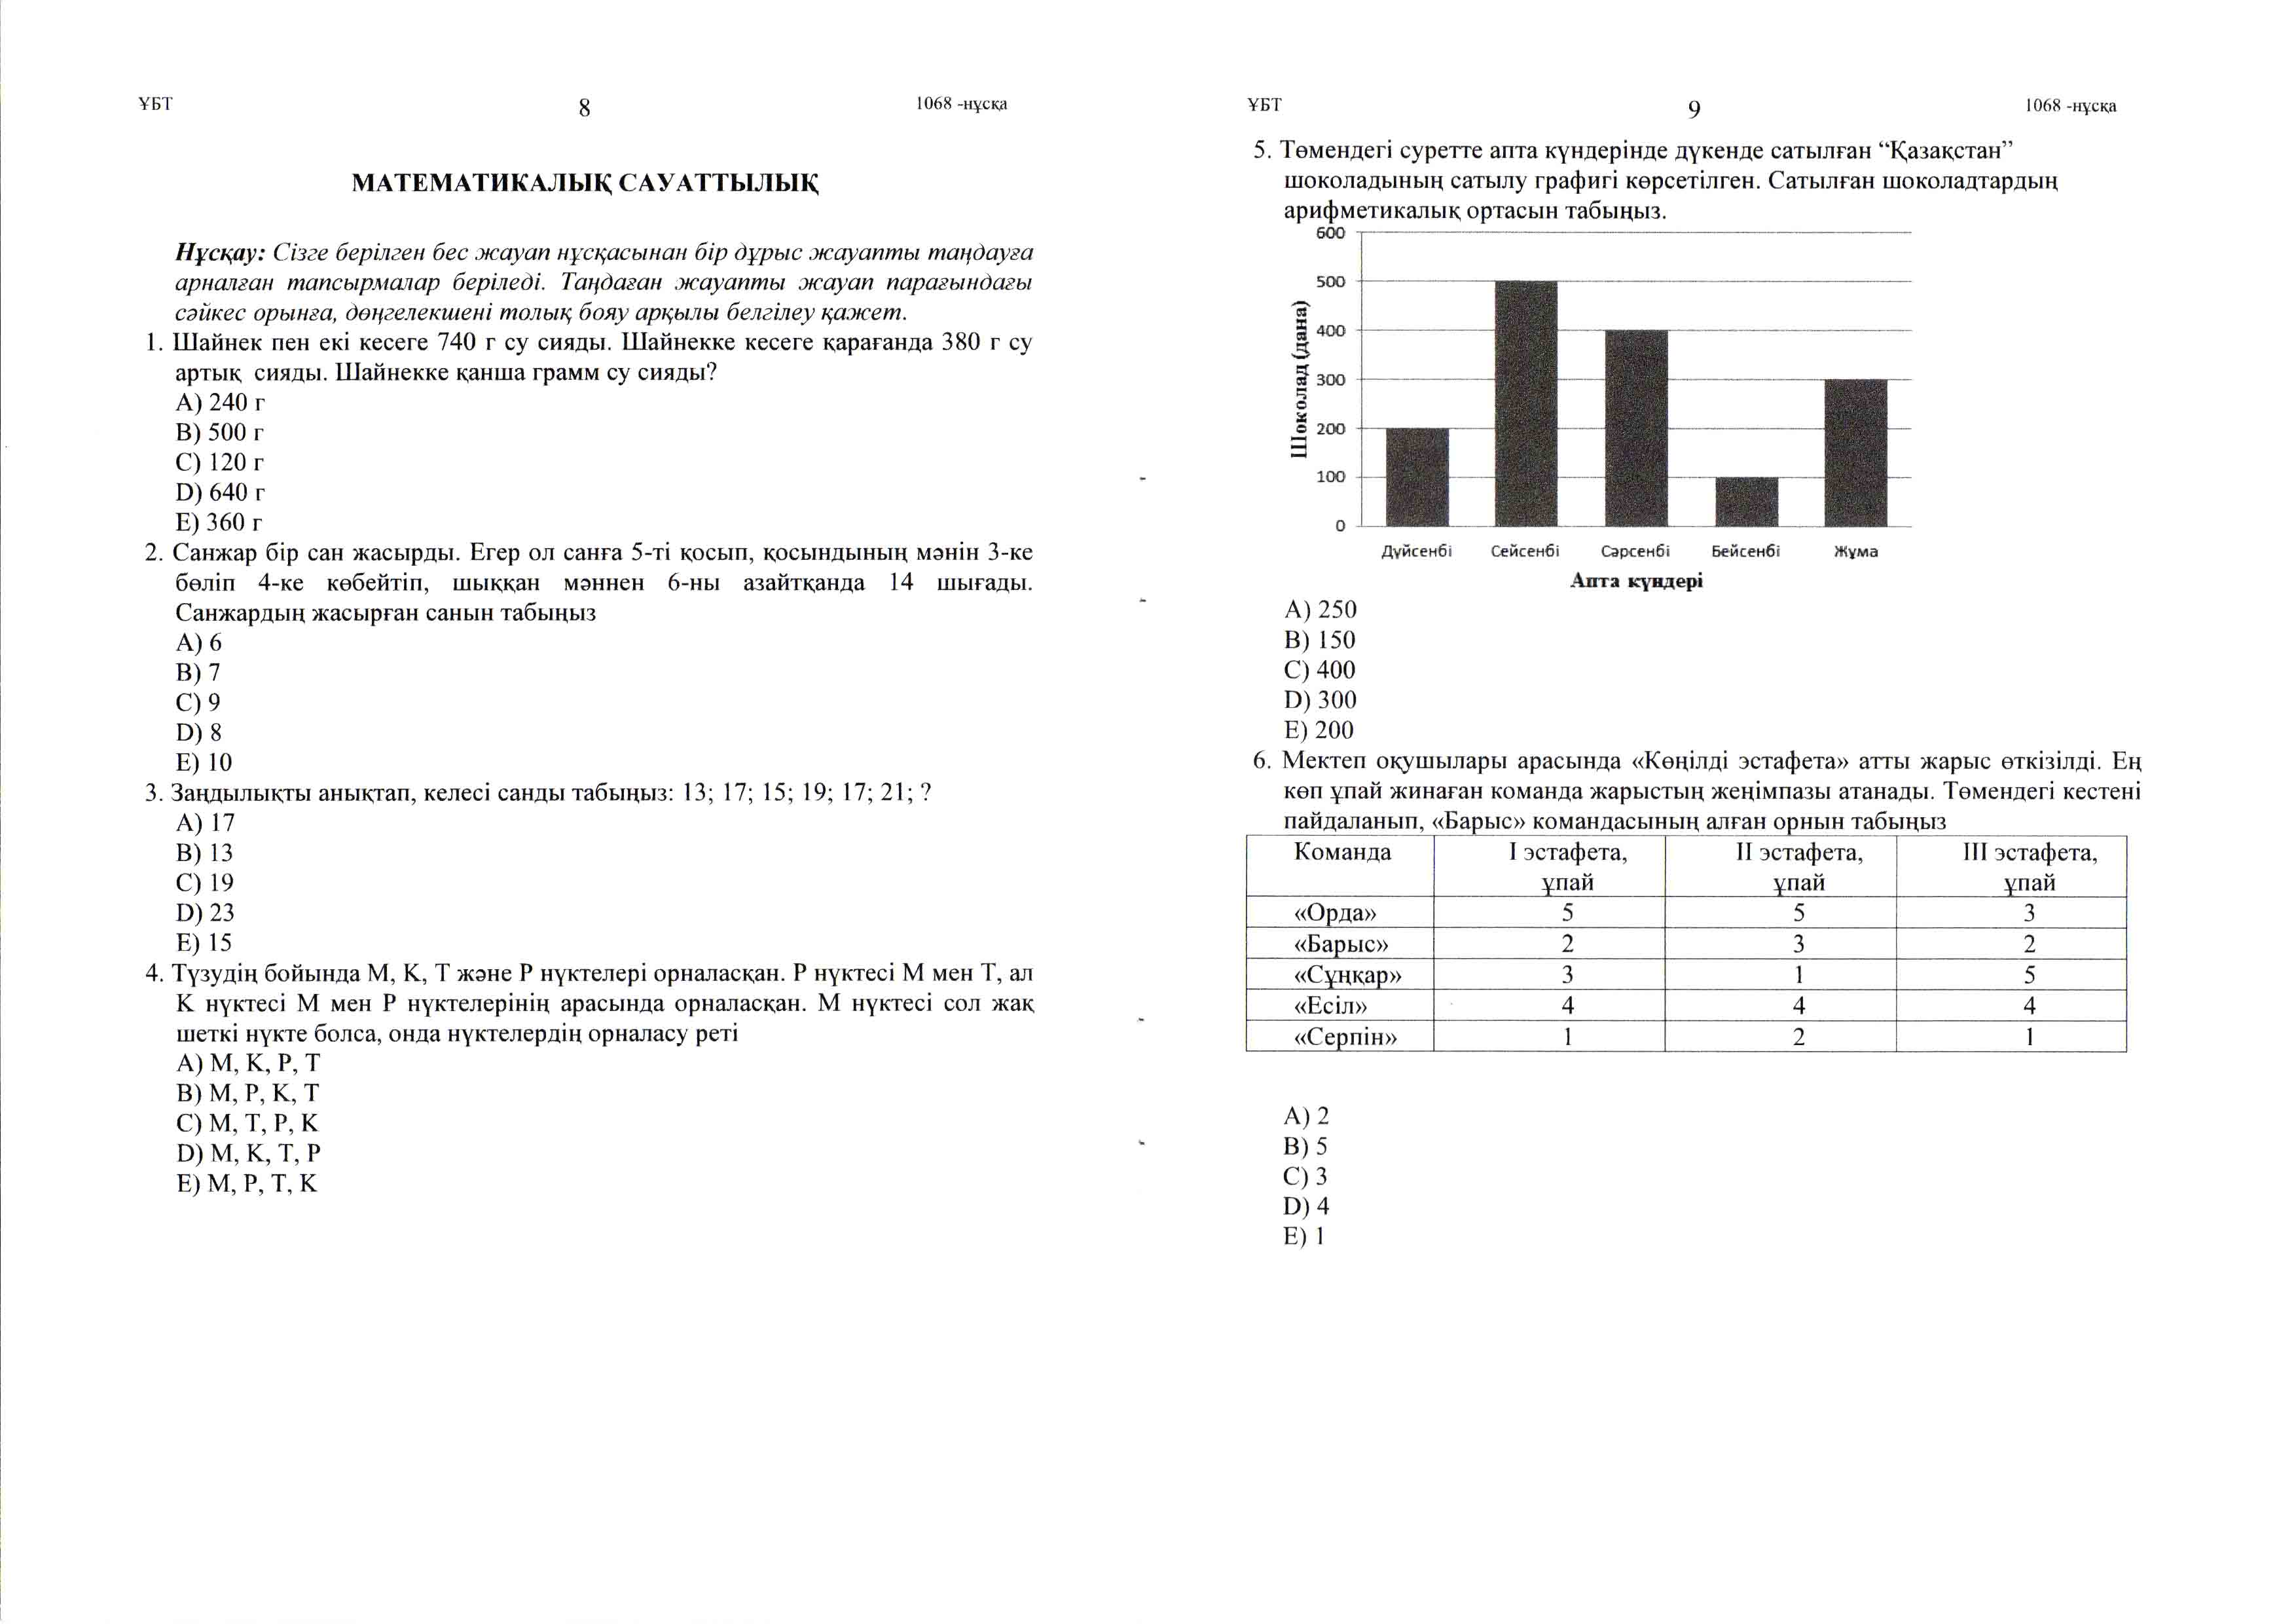 ҰБТ 8 1068 -нұсқа
МАТЕМАТИКАЛЫҚ САУАТТЫЛЫҚ
Нұсқау: Сізге берілген бес жауап нұсқасынан бір дұрыс жауапты таңдауға
арналған тапсырмалар беріледі. Таңдаған жауапты жауап парағындағы
сәйкес орынға, дөңгелекшені толық бояу арқылы белгілеу қажет.
1. Шайнек пен екі кесеге 740 г су сияды. Шайнекке кесеге қарағанда 380 г су
артық сияды. Шайнекке қанша грамм су сияды?
A) 240 г
B) 500 г
C) 120 г
D) 640 г
E) 360 г
2. Санжар бір сан жасырды. Егер ол санға 5-ті қосып, қосындының мәнін 3-ке
бөліп 4-ке көбейтіп, шыққан мәннен 6-ны азайтқанда 14 шығады.
Санжардың жасырған санын табыңыз
A) 6
B) 7
C) 9
D) 8
E) 10
3. Заңдылықты анықтап, келесі санды табыңыз: 13; 17; 15; 19; 17; 21; ?
A) 17
B) 13
C) 19
D) 23
E) 15
4. Түзудің бойында M, K, T және P нүктелері орналасқан. P нүктесі M мен T, ал
K нүктесі M мен P нүктелерінің арасында орналасқан. M нүктесі сол жақ
шеткі нүкте болса, онда нүктелердің орналасу реті
A) M, K, P, T
B) M, P, K, T
C) M, T, P, K
D) M, K, T, P
E) M, P, T, K
ҰБТ 9 1068 -нұсқа
5. Төмендегі суретте апта күндерінде дүкенде сатылған “Қазақстан”
шоколадының сатылу графигі көрсетілген. Сатылған шоколадтардың
арифметикалық ортасын табыңыз.
600
500
400
300
200
100
0
Шоколад (дана)
Дүйсенбі Сейсенбі Сәрсенбі Бейсенбі Жұма
Апта күндері
A) 250
B) 150
C) 400
D) 300
E) 200
6. Мектеп оқушылары арасында «Көңілді эстафета» атты жарыс өткізілді. Ең
көп ұпай жинаған команда жарыстың жеңімпазы атанады. Төмендегі кестені
пайдаланып, «Барыс» командасының алған орнын табыңыз
Команда I эстафета, II эстафета, III эстафета,
ұпай ұпай ұпай
«Орда» 5 5 3
«Барыс» 2 3 2
«Сұңқар» 3 1 5
«Есіл» 4 4 4
«Серпін» 1 2 1
A) 2
B) 5
C) 3
D) 4
E) 1